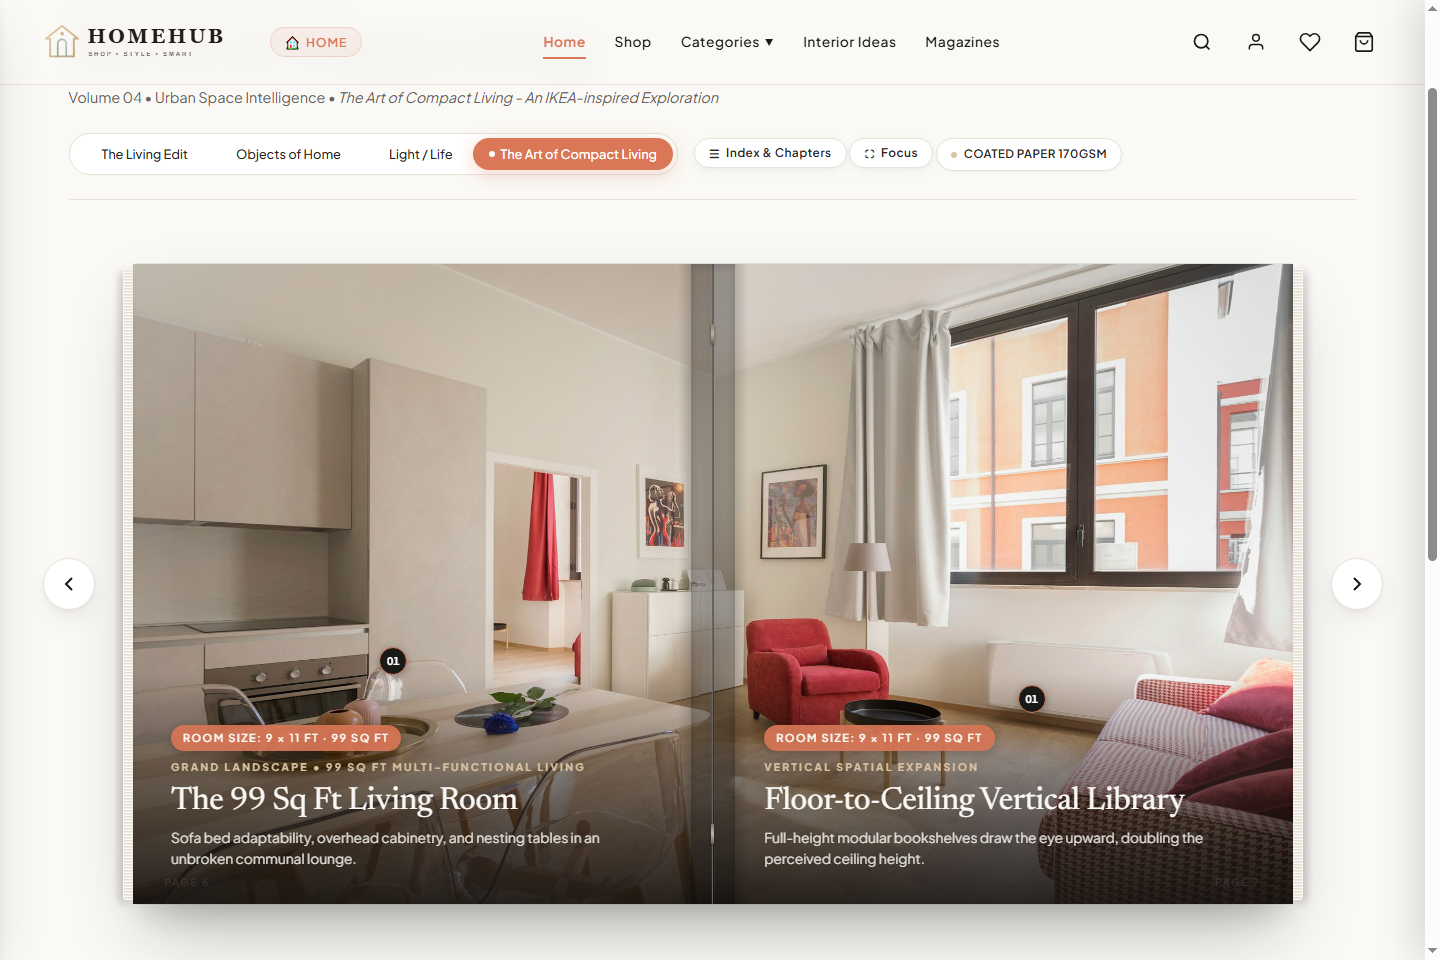 HOMEHUB
SHOP • STYLE • SMART
HOME
Home
Shop
Categories ▼
Interior Ideas
Magazines
Volume 04 • Urban Space Intelligence • The Art of Compact Living - An IKEA-inspired Exploration
The Living Edit
Objects of Home
Light / Life
The Art of Compact Living
Index & Chapters
Focus
COATED PAPER 170GSM
01
ROOM SIZE: 9 × 11 FT · 99 SQ FT
GRAND LANDSCAPE • 99 SQ FT MULTI-FUNCTIONAL LIVING
The 99 Sq Ft Living Room
Sofa bed adaptability, overhead cabinetry, and nesting tables in an
unbroken communal lounge.
PAGE 6
01
ROOM SIZE: 9 × 11 FT · 99 SQ FT
VERTICAL SPATIAL EXPANSION
Floor-to-Ceiling Vertical Library
Full-height modular bookshelves draw the eye upward, doubling the
perceived ceiling height.
PAGE 7